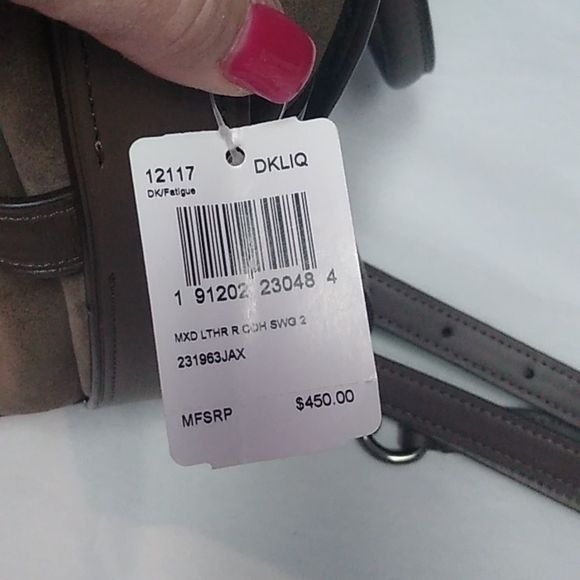 12117 DKLIQ
DK/Fatigue
1 91202 23048 4
MXD LTHR R CDH SWG 2
231963JAX
MFSRP $450.00